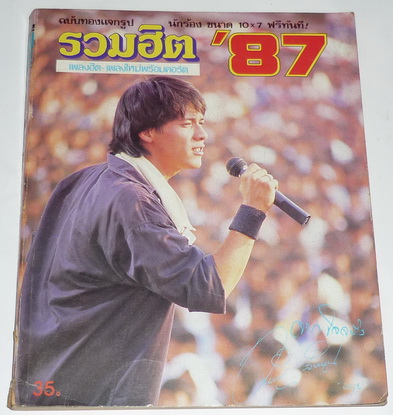 ฉบับทองแจกรูป นักร้อง ขนาด 10×7 ฟรีทันที!
รวมฮิต '87
เพลงฮิต-เพลงใหม่พร้อมคอร์ด
35.